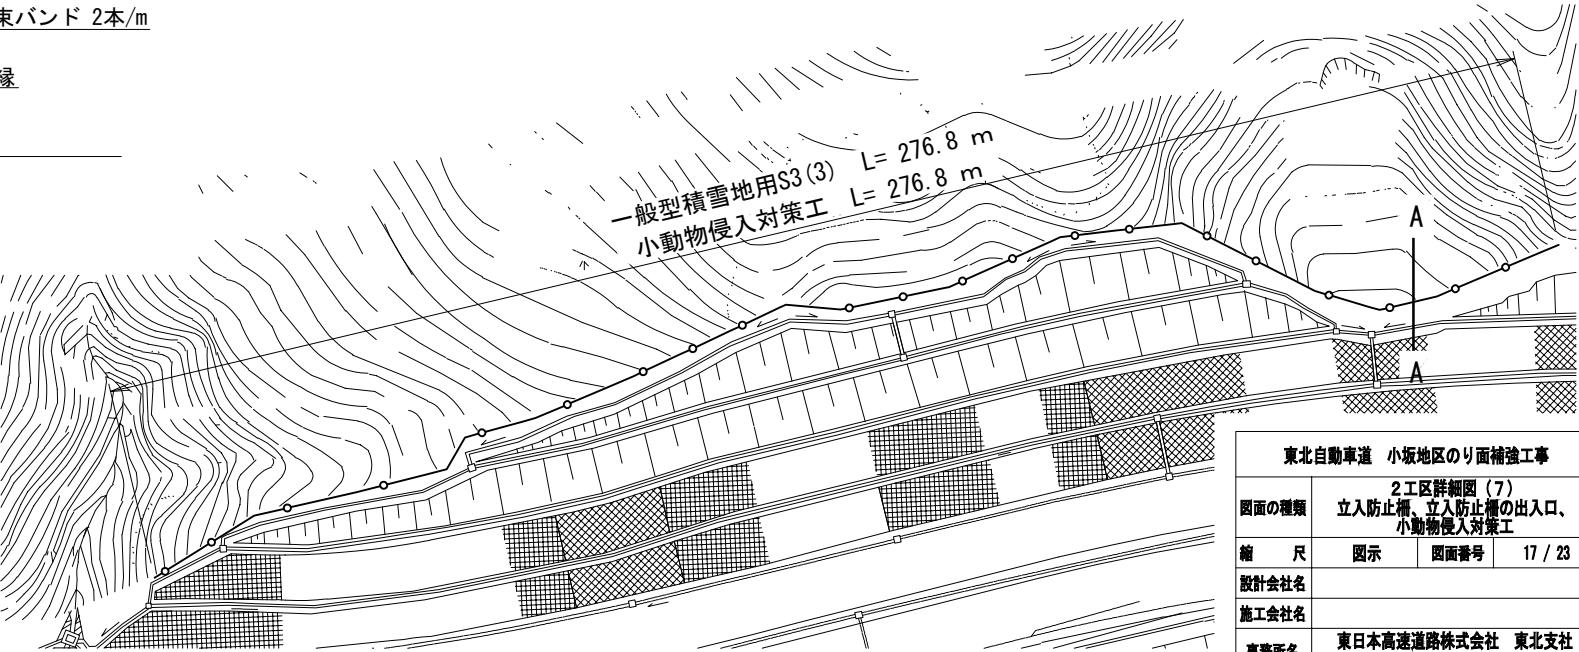 束バンド 2本/m
縁
一般型積雪地用S3(3) L= 276.8 m
小動物侵入対策工 L= 276.8 m
A
A
東北自動車道 小坂地区のり面補強工事
図面の種類 2工区詳細図（7）
立入防止柵、立入防止柵の出入口、
小動物侵入対策工
縮 尺 図示 図面番号 17 / 23
設計会社名
施工会社名
事務所名 東日本高速道路株式会社 東北支社